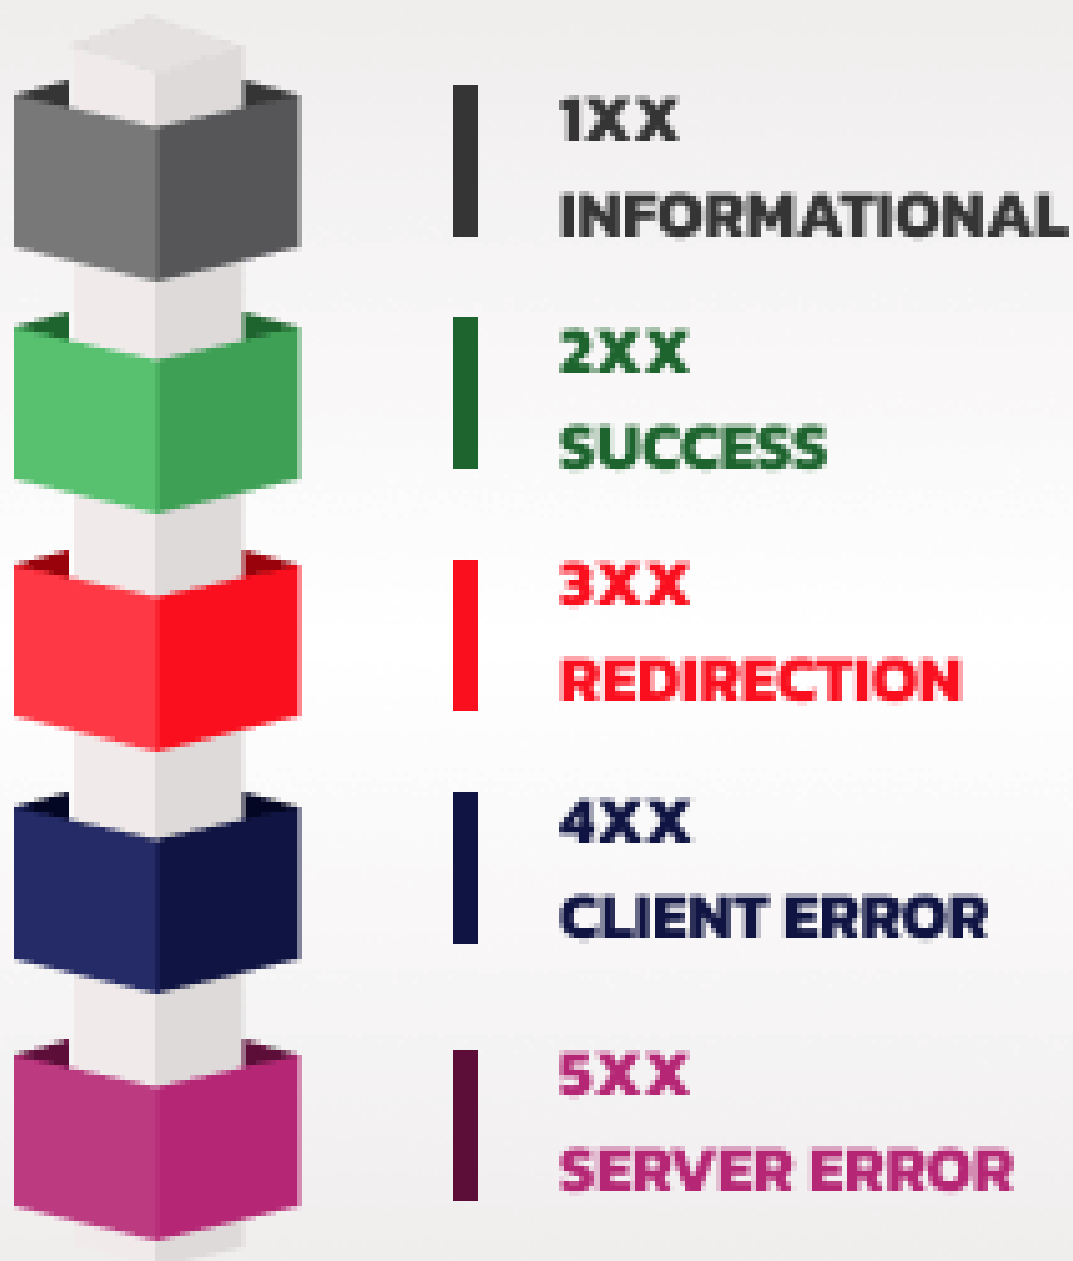 1XX
INFORMATIONAL
2XX
SUCCESS
3XX
REDIRECTION
4XX
CLIENT ERROR
5XX
SERVER ERROR